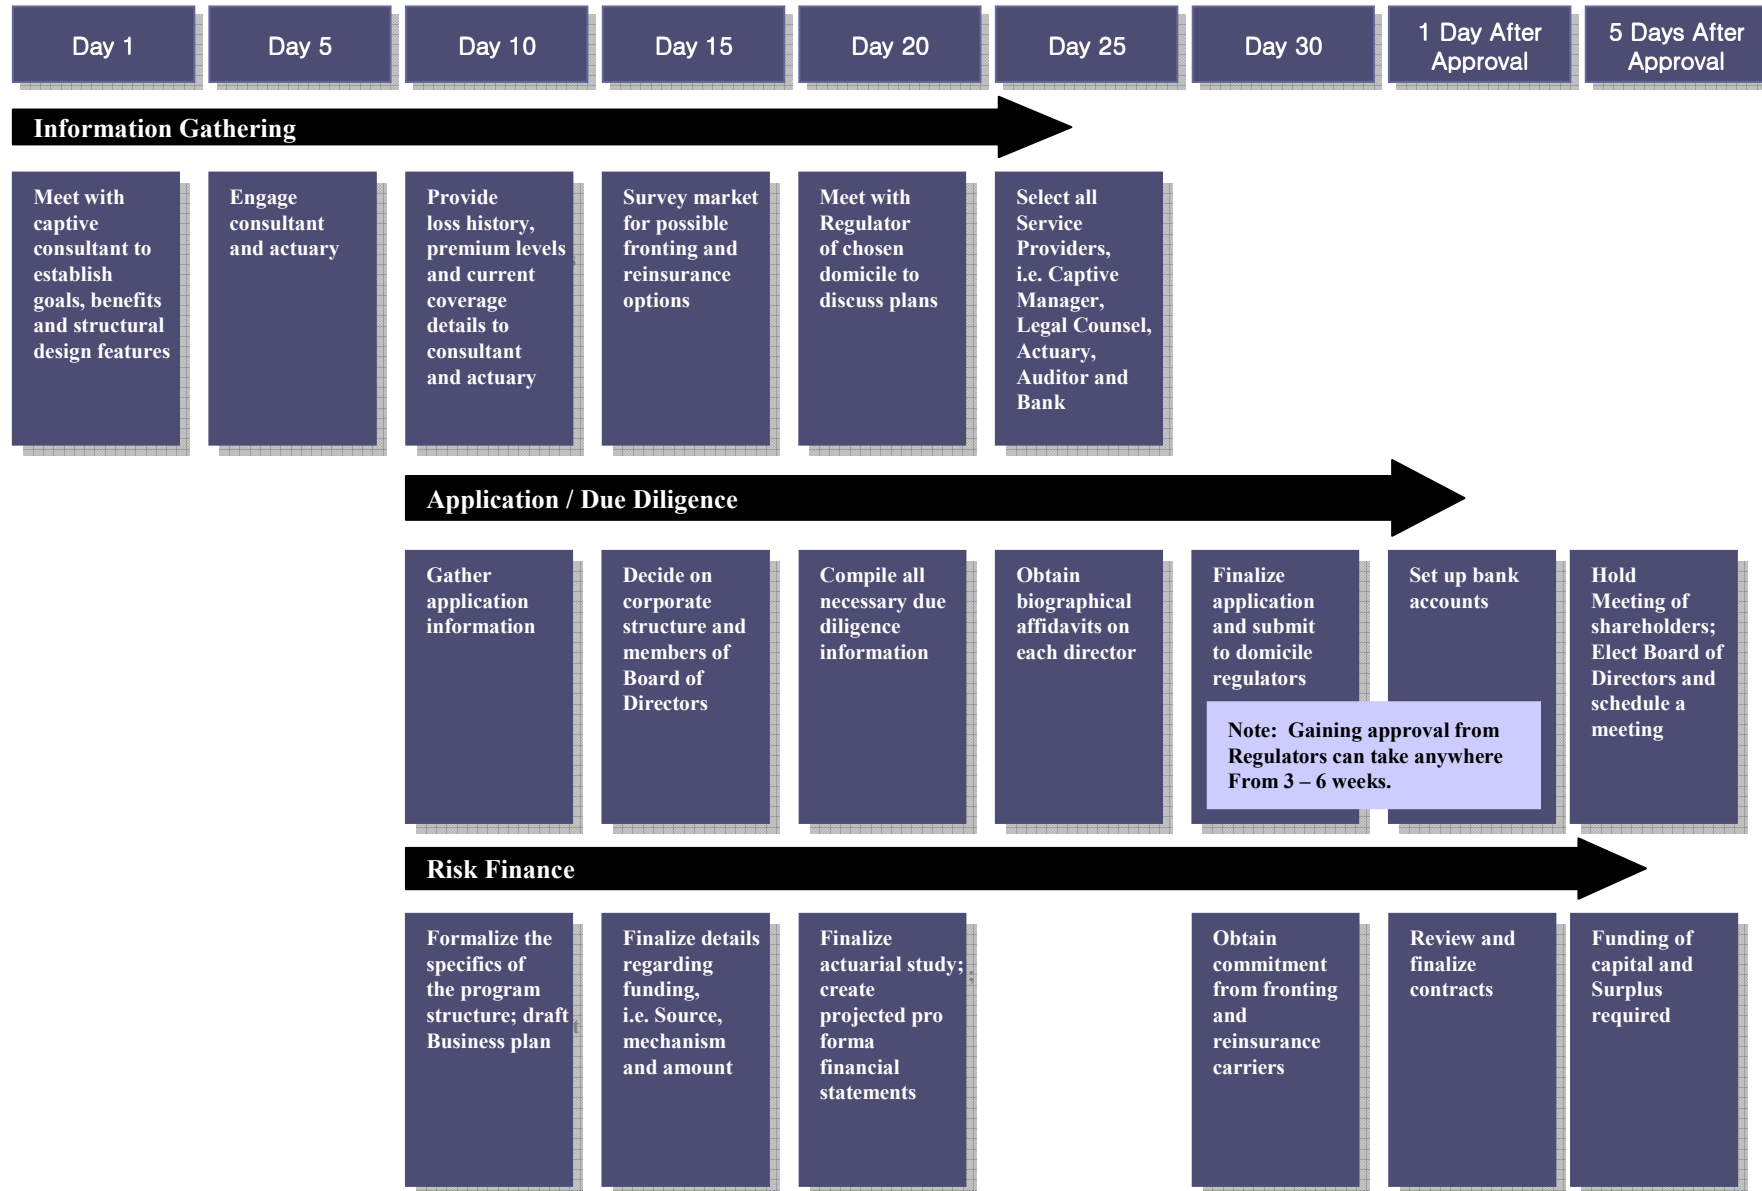 Day 1
Day 5
Day 10
Day 15
Day 20
Day 25
Day 30
1 Day After
Approval
5 Days After
Approval
Information Gathering
Meet with
captive
consultant to
establish
goals, benefits
and structural
design features
Engage
consultant
and actuary
Provide
loss history,
premium levels
and current
coverage
details to
consultant
and actuary
Survey market
for possible
fronting and
reinsurance
options
Meet with
Regulator
of chosen
domicile to
discuss plans
Select all
Service
Providers,
i.e. Captive
Manager,
Legal Counsel,
Actuary,
Auditor and
Bank
Application / Due Diligence
Gather
application
information
Decide on
corporate
structure and
members of
Board of
Directors
Compile all
necessary due
diligence
information
Obtain
biographical
affidavits on
each director
Finalize
application
and submit
to domicile
regulators
Set up bank
accounts
Hold
Meeting of
shareholders;
Elect Board of
Directors and
schedule a
meeting
Note:  Gaining approval from
Regulators can take anywhere
From 3 – 6 weeks.
Risk Finance
Formalize the
specifics of
the program
structure; draft
Business plan
Finalize details
regarding
funding,
i.e. Source,
mechanism
and amount
Finalize
actuarial study;
create
projected pro
forma
financial
statements
Obtain
commitment
from fronting
and
reinsurance
carriers
Review and
finalize
contracts
Funding of
capital and
Surplus
required